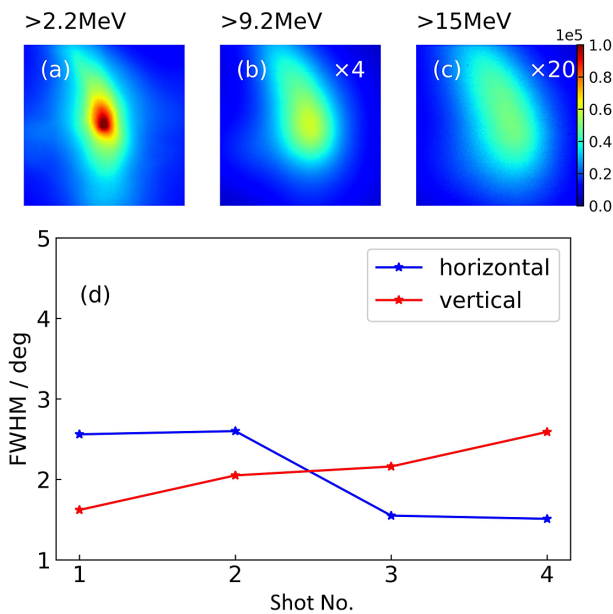 >2.2MeV >9.2MeV >15MeV
1e5
(a) (b) ×4 (c) ×20
1.0
0.8
0.6
0.4
0.2
0.0
5
4
3
2
1
FWHM / deg
(d)
horizontal
vertical
1 2 3 4
Shot No.